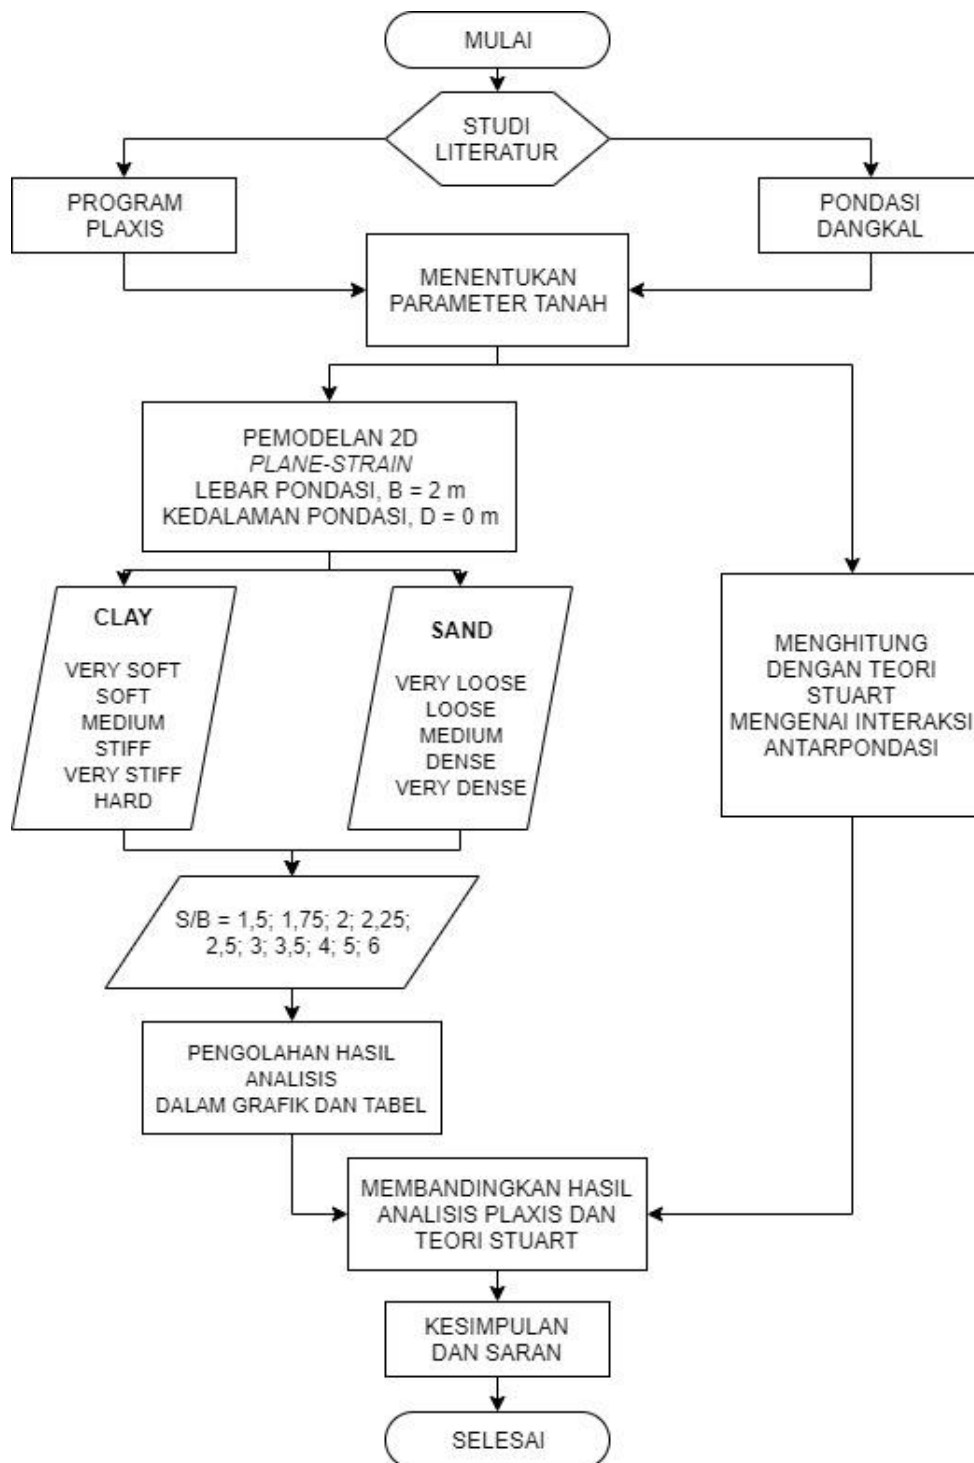 MULAI
STUDI
LITERATUR
PROGRAM
PLAXIS
PONDASI
DANGKAL
MENENTUKAN
PARAMETER TANAH
PEMODELAN 2D
PLANE-STRAIN
LEBAR PONDASI, B = 2 m
KEDALAMAN PONDASI, D = 0 m
CLAY
VERY SOFT
SOFT
MEDIUM
STIFF
VERY STIFF
HARD
SAND
VERY LOOSE
LOOSE
MEDIUM
DENSE
VERY DENSE
MENGHITUNG
DENGAN TEORI
STUART
MENGENAI INTERAKSI
ANTARPONDASI
S/B = 1,5; 1,75; 2; 2,25;
2,5; 3; 3,5; 4; 5; 6
PENGOLAHAN HASIL
ANALISIS
DALAM GRAFIK DAN TABEL
MEMBANDINGKAN HASIL
ANALISIS PLAXIS DAN
TEORI STUART
KESIMPULAN
DAN SARAN
SELESAI